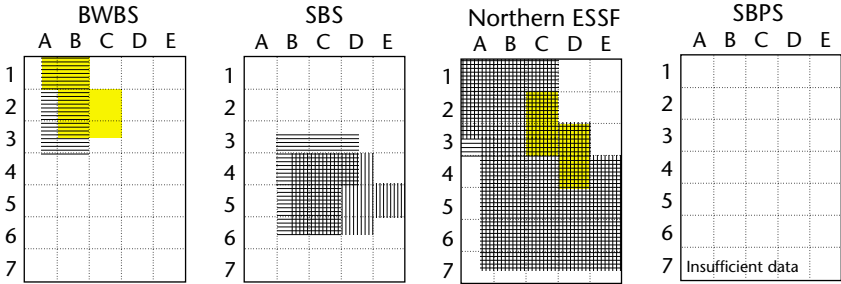 BWBS SBS Northern ESSF SBPS
A B C D E A B C D E A B C D E A B C D E
1 1 1 1
2 2 2 2
3 3 3 3
4 4 4 4
5 5 5 5
6 6 6 6
7 7 7 7 Insufficient data